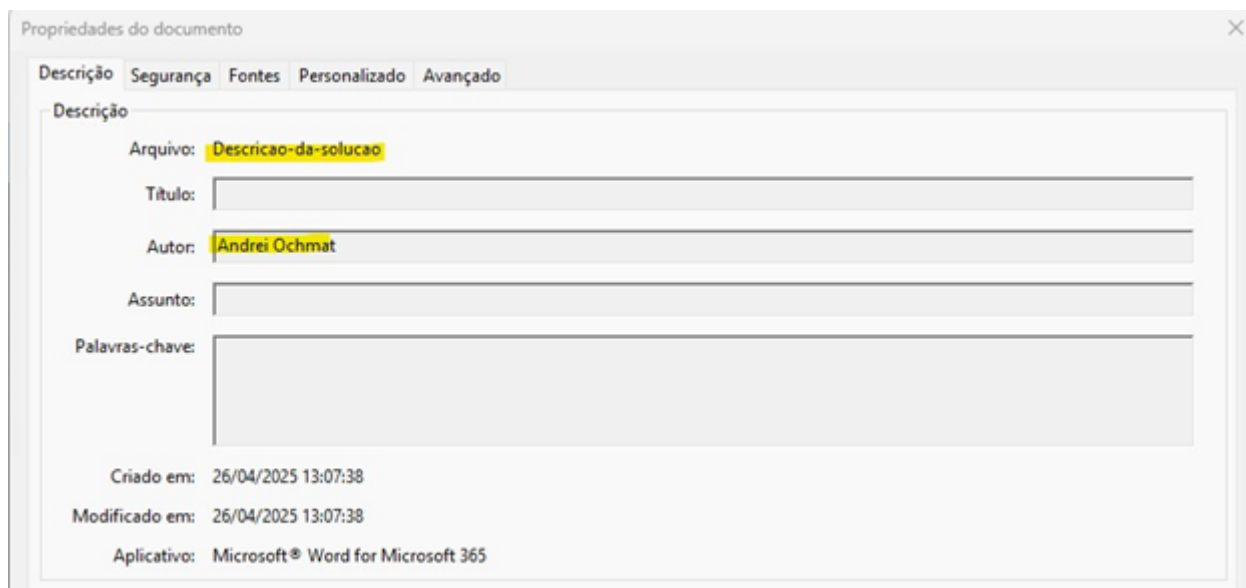 Propriedades do documento
Descrição Segurança Fontes Personalizado Avançado
Descrição
Arquivo: Descricao-da-solucao
Título:
Autor: Andrei Ochmat
Assunto:
Palavras-chave:
Criado em: 26/04/2025 13:07:38
Modificado em: 26/04/2025 13:07:38
Aplicativo: Microsoft® Word for Microsoft 365